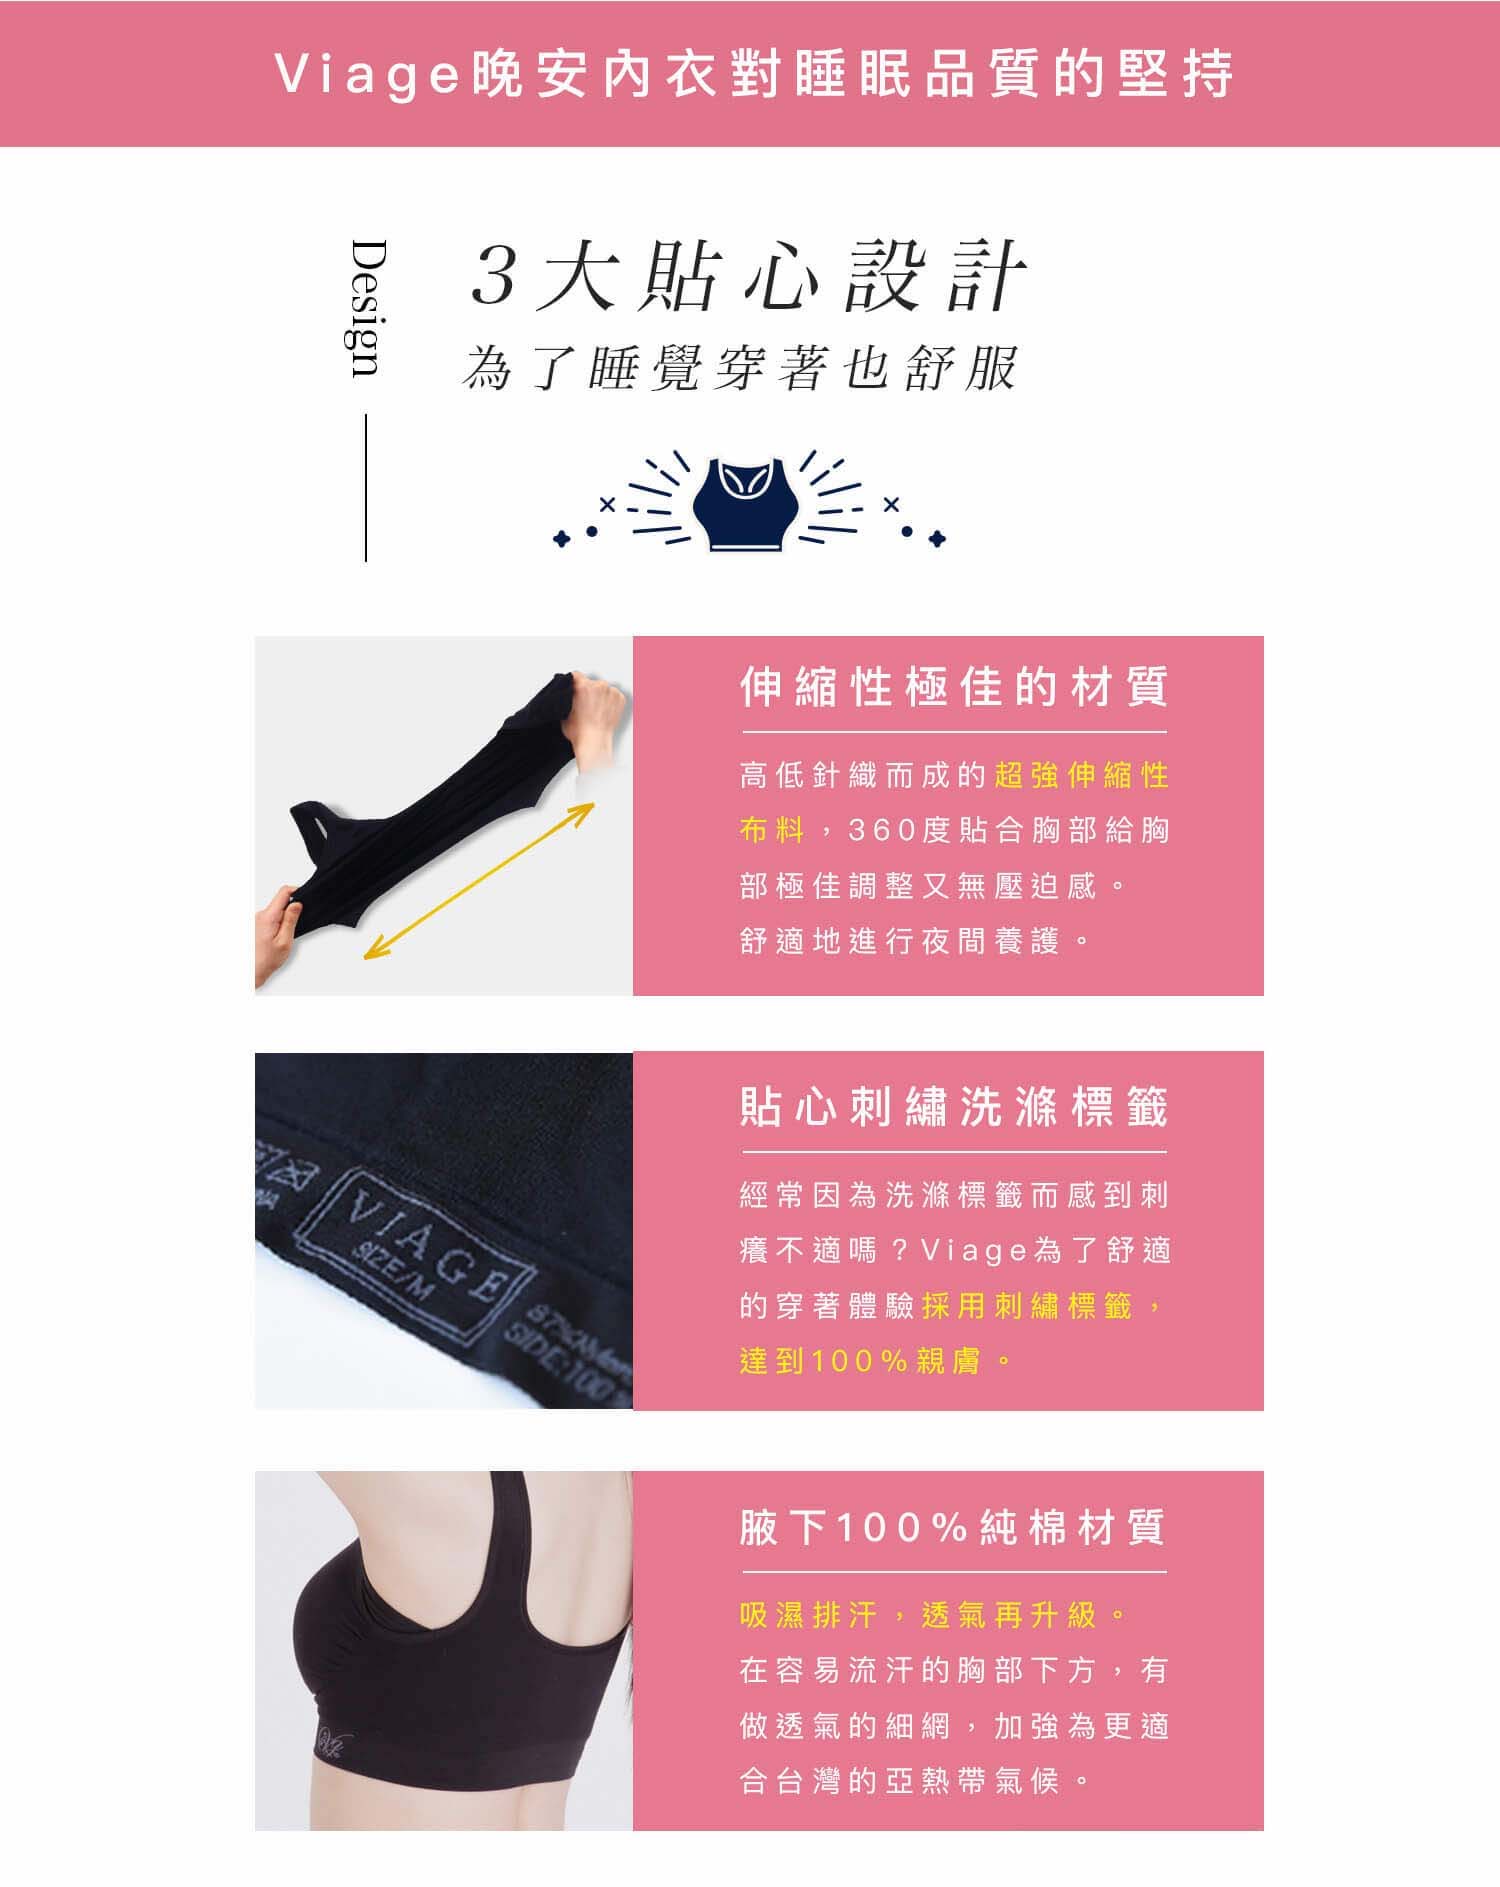 Viage晚安內衣對睡眠品質的堅持
Design
3大貼心設計
為了睡覺穿著也舒服
伸縮性極佳的材質
高低針織而成的超強伸縮性
布料，360度貼合胸部給胸
部極佳調整又無壓迫感。
舒適地進行夜間養護。
VIAGE
SIZE/M
SIDE:100
貼心刺繡洗滌標籤
經常因為洗滌標籤而感到刺
癢不適嗎?Viage為了舒適
的穿著體驗採用刺繡標籤，
達到100%親膚。
腋下100%純棉材質
吸濕排汗，透氣再升級。
在容易流汗的胸部下方，有
做透氣的細網，加強為更適
合台灣的亞熱帶氣候。